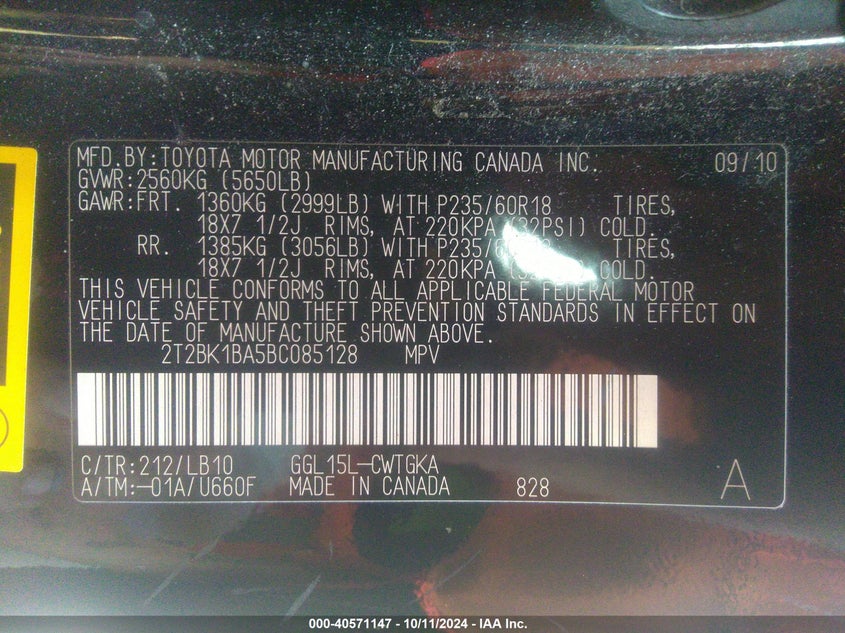 MFD.BY:TOYOTA MOTOR MANUFACTURING CANADA INC. 09/10
GVWR:2560KG (5650LB)
GAWR:FRT. 1360KG (2999LB) WITH P235/60R18 TIRES,
18X7 1/2J RIMS, AT 220KPA (32PSI) COLD.
RR. 1385KG (3056LB) WITH TIRES,
18X7 1/2J RIMS, AT 220KPA COLD.
THIS VEHICLE CONFORMS TO ALL APPLICABLE FEDERAL MOTOR
VEHICLE SAFETY AND THEFT PREVENTION STANDARDS IN EFFECT ON
THE DATE OF MANUFACTURE SHOWN ABOVE.
2T2BK1BA5BC085128 MPV
C/TR:212/LB10 GGL15L-CWTGKA
A/TM:-01A/U660F MADE IN CANADA 828 A
000-40571147 - 10/11/2024 - IAA Inc.